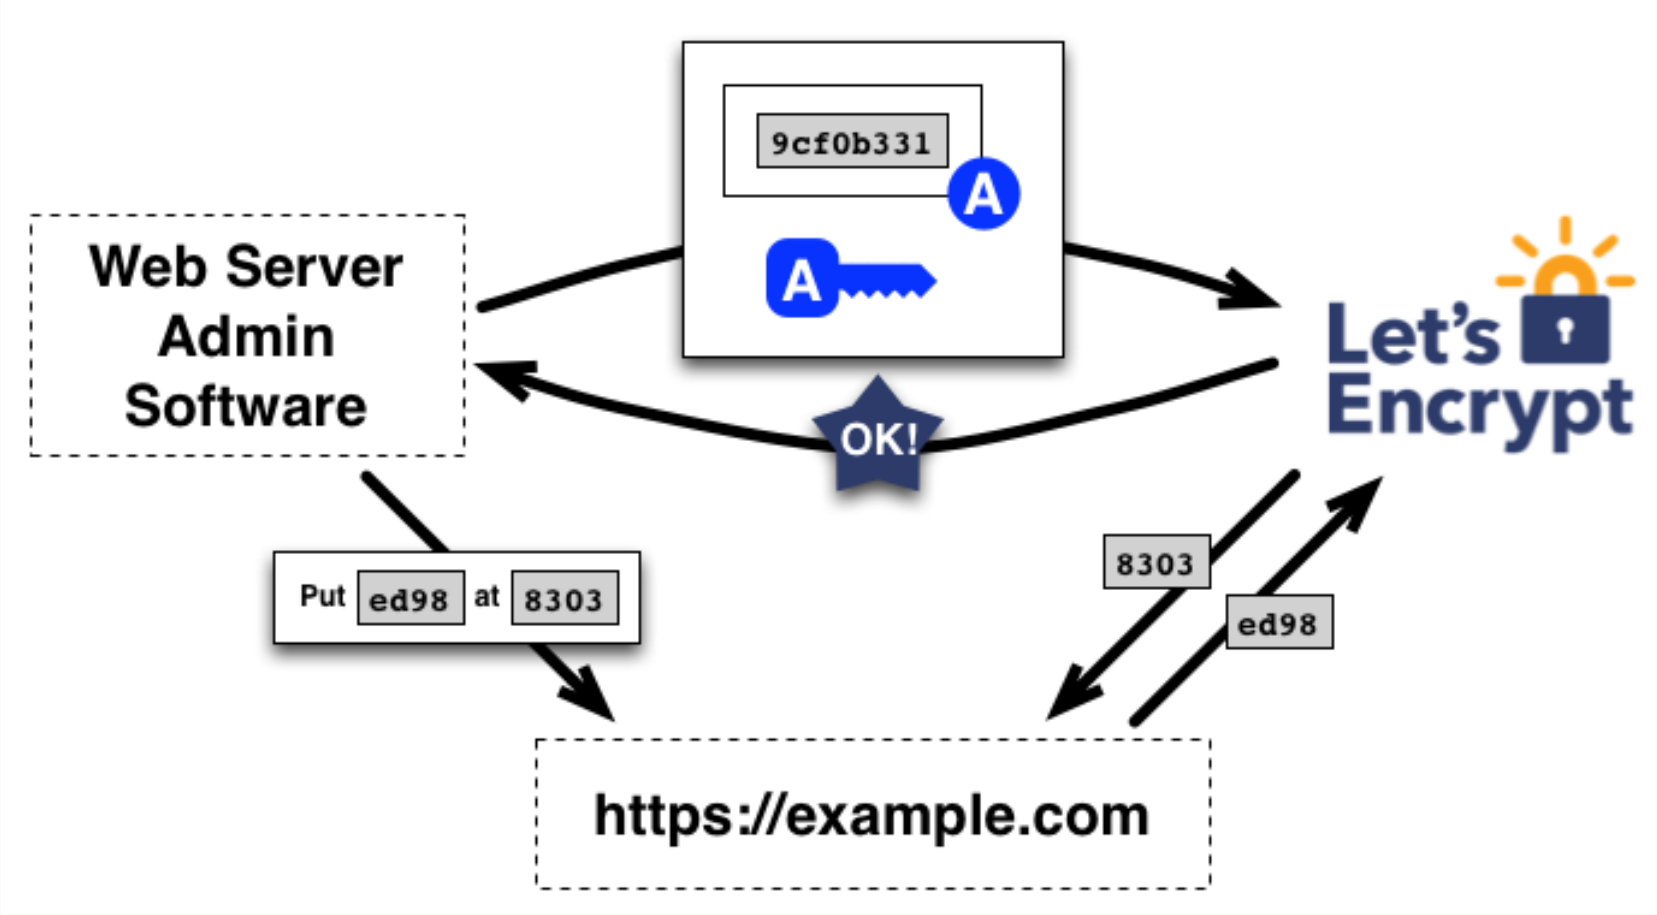 9cf0b331
A
A
Web Server
Admin
Software
Let's
Encrypt
OK!
Put ed98 at 8303
8303
ed98
https://example.com